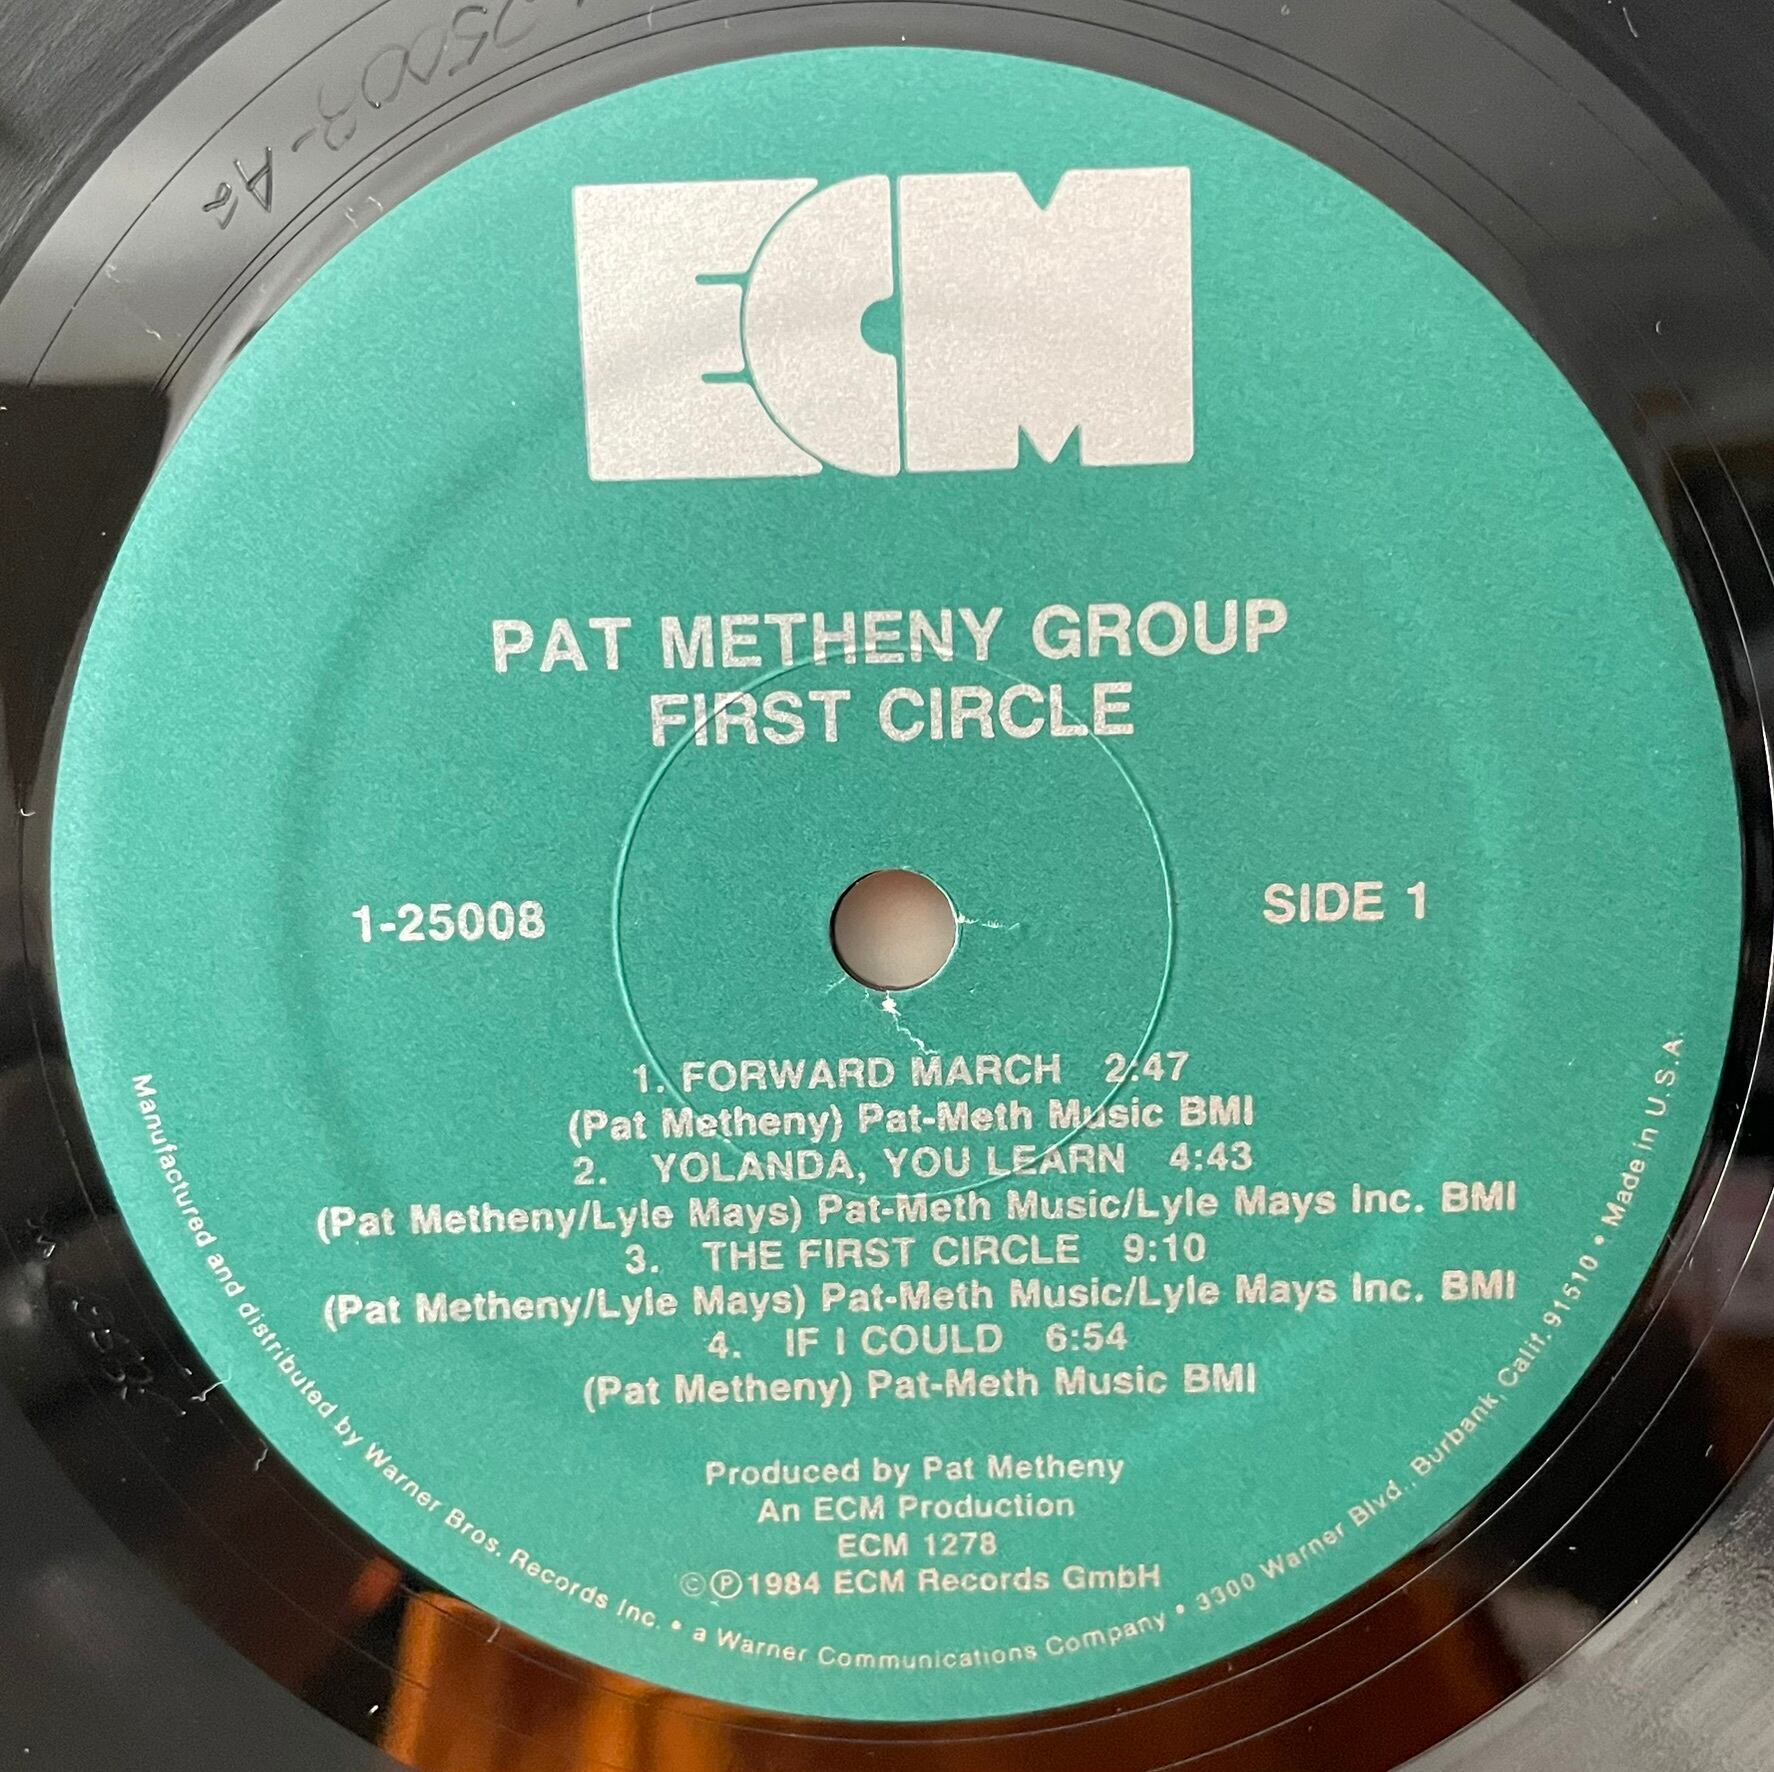 ECM
PAT METHENY GROUP
FIRST CIRCLE
1-25008
SIDE 1
1. FORWARD MARCH 2:47
(Pat Metheny) Pat-Meth Music BMI
2. YOLANDA, YOU LEARN 4:43
(Pat Metheny/Lyle Mays) Pat-Meth Music/Lyle Mays Inc. BMI
3. THE FIRST CIRCLE 9:10
(Pat Metheny/Lyle Mays) Pat-Meth Music/Lyle Mays Inc. BMI
4. IF I COULD 6:54
(Pat Metheny) Pat-Meth Music BMI
Produced by Pat Metheny
An ECM Production
ECM 1278
©℗1984 ECM Records GmbH
Manufactured and distributed by Warner Bros. Records Inc. • a Warner Communications Company • 3300 Warner Blvd., Burbank, Calif. 91510 • Made in U.S.A.